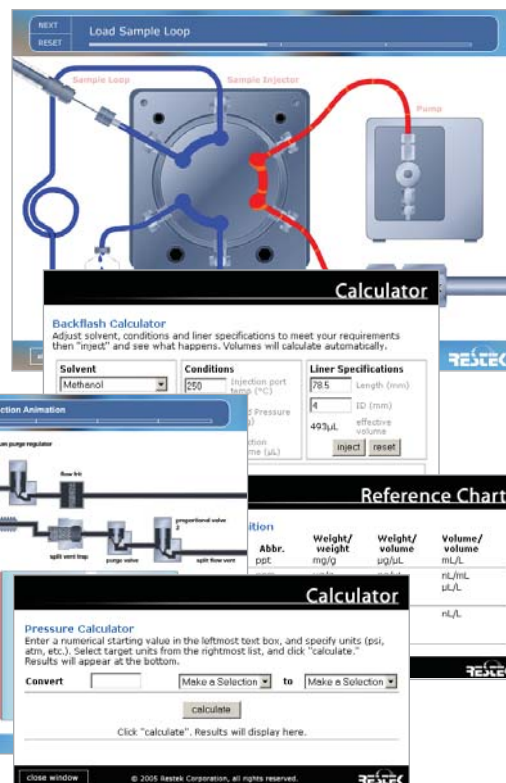 NEXT
RESET
Load Sample Loop
Sample Loop
Sample Injector
Pump
RESTEK
Calculator
Backflash Calculator
Adjust solvent, conditions and liner specifications to meet your requirements
then "inject" and see what happens. Volumes will calculate automatically.
Solvent
Methanol
Conditions
250
Injection port
temp (°C)
Pressure
Liner Specifications
78.5
Length (mm)
4
ID (mm)
493µL
effective
volume
inject
reset
ction Animation
purge regulator
flow frit
split vent trap
purge valve
proportional valve
2
split flow vent
Reference Chart
ition
Abbr.
Weight/
weight
Weight/
volume
Volume/
volume
ppt
mg/g
µg/µL
mL/L
nL/mL
µL/L
nL/L
RESTEK
Calculator
Pressure Calculator
Enter a numerical starting value in the leftmost text box, and specify units (psi,
atm, etc.). Select target units from the rightmost list, and click "calculate."
Results will appear at the bottom.
Convert
Make a Selection
to
Make a Selection
calculate
Click "calculate". Results will display here.
close window
© 2005 Restek Corporation, all rights reserved.
RESTEK